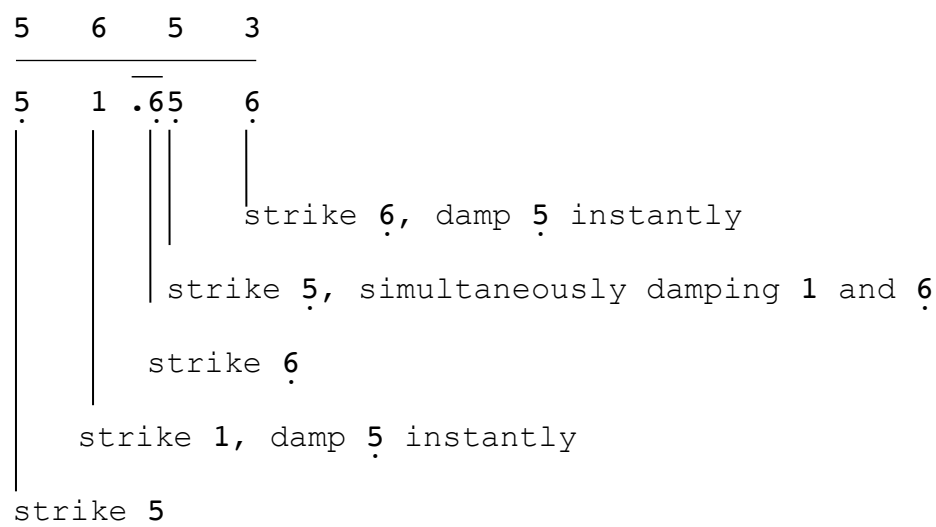 5 6 5 3
5̣ 1 .6̣5̣ 6̣
strike 6̣, damp 5̣ instantly
strike 5̣, simultaneously damping 1 and 6̣
strike 6̣
strike 1, damp 5̣ instantly
strike 5